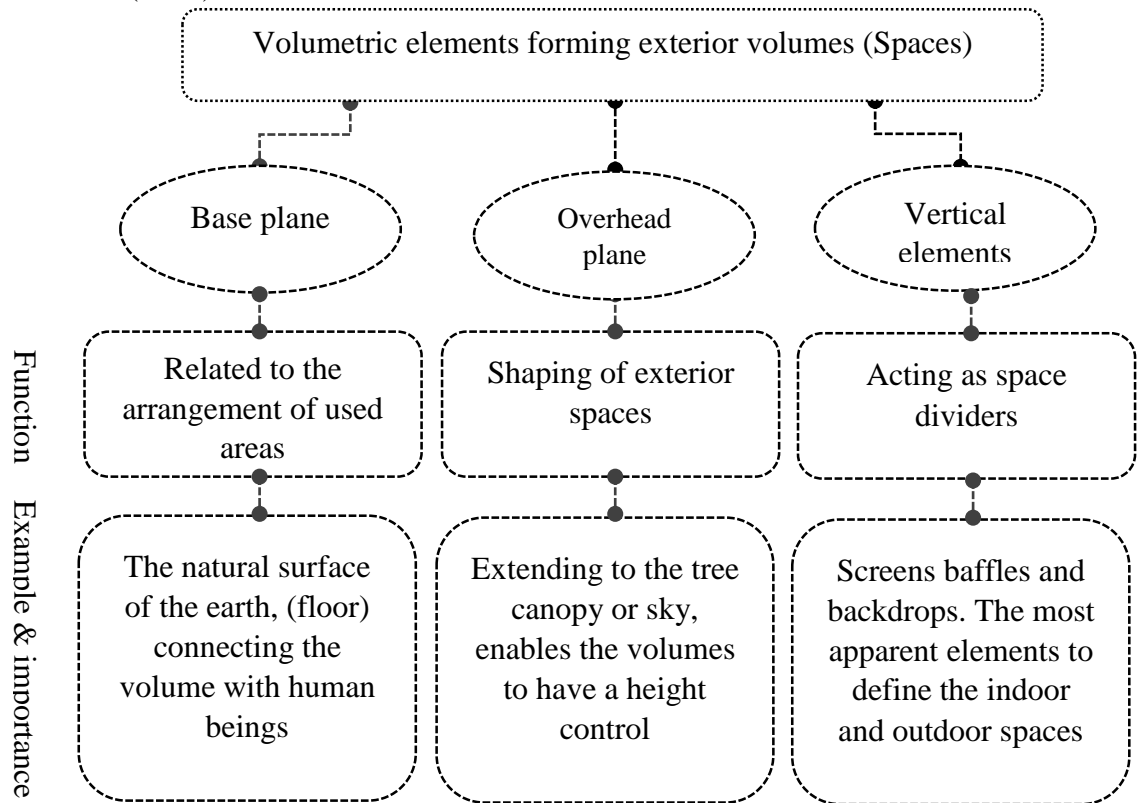 Volumetric elements forming exterior volumes (Spaces)
Base plane
Overhead
plane
Vertical
elements
Function
Related to the
arrangement of used
areas
Shaping of exterior
spaces
Acting as space
dividers
Example & importance
The natural surface
of the earth, (floor)
connecting the
volume with human
beings
Extending to the tree
canopy or sky,
enables the volumes
to have a height
control
Screens baffles and
backdrops. The most
apparent elements to
define the indoor
and outdoor spaces